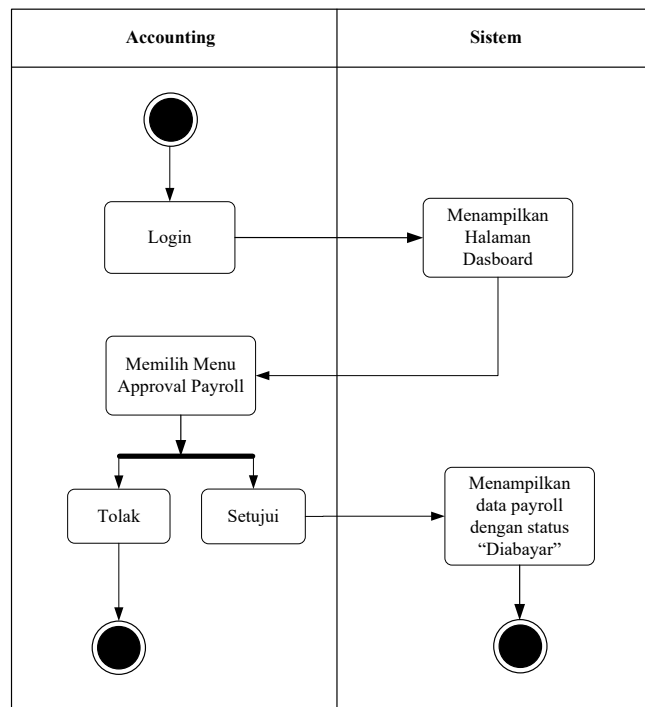 Accounting
Sistem
Login
Menampilkan
Halaman
Dasboard
Memilih Menu
Approval Payroll
Tolak
Setujui
Menampilkan
data payroll
dengan status
“Diabayar”